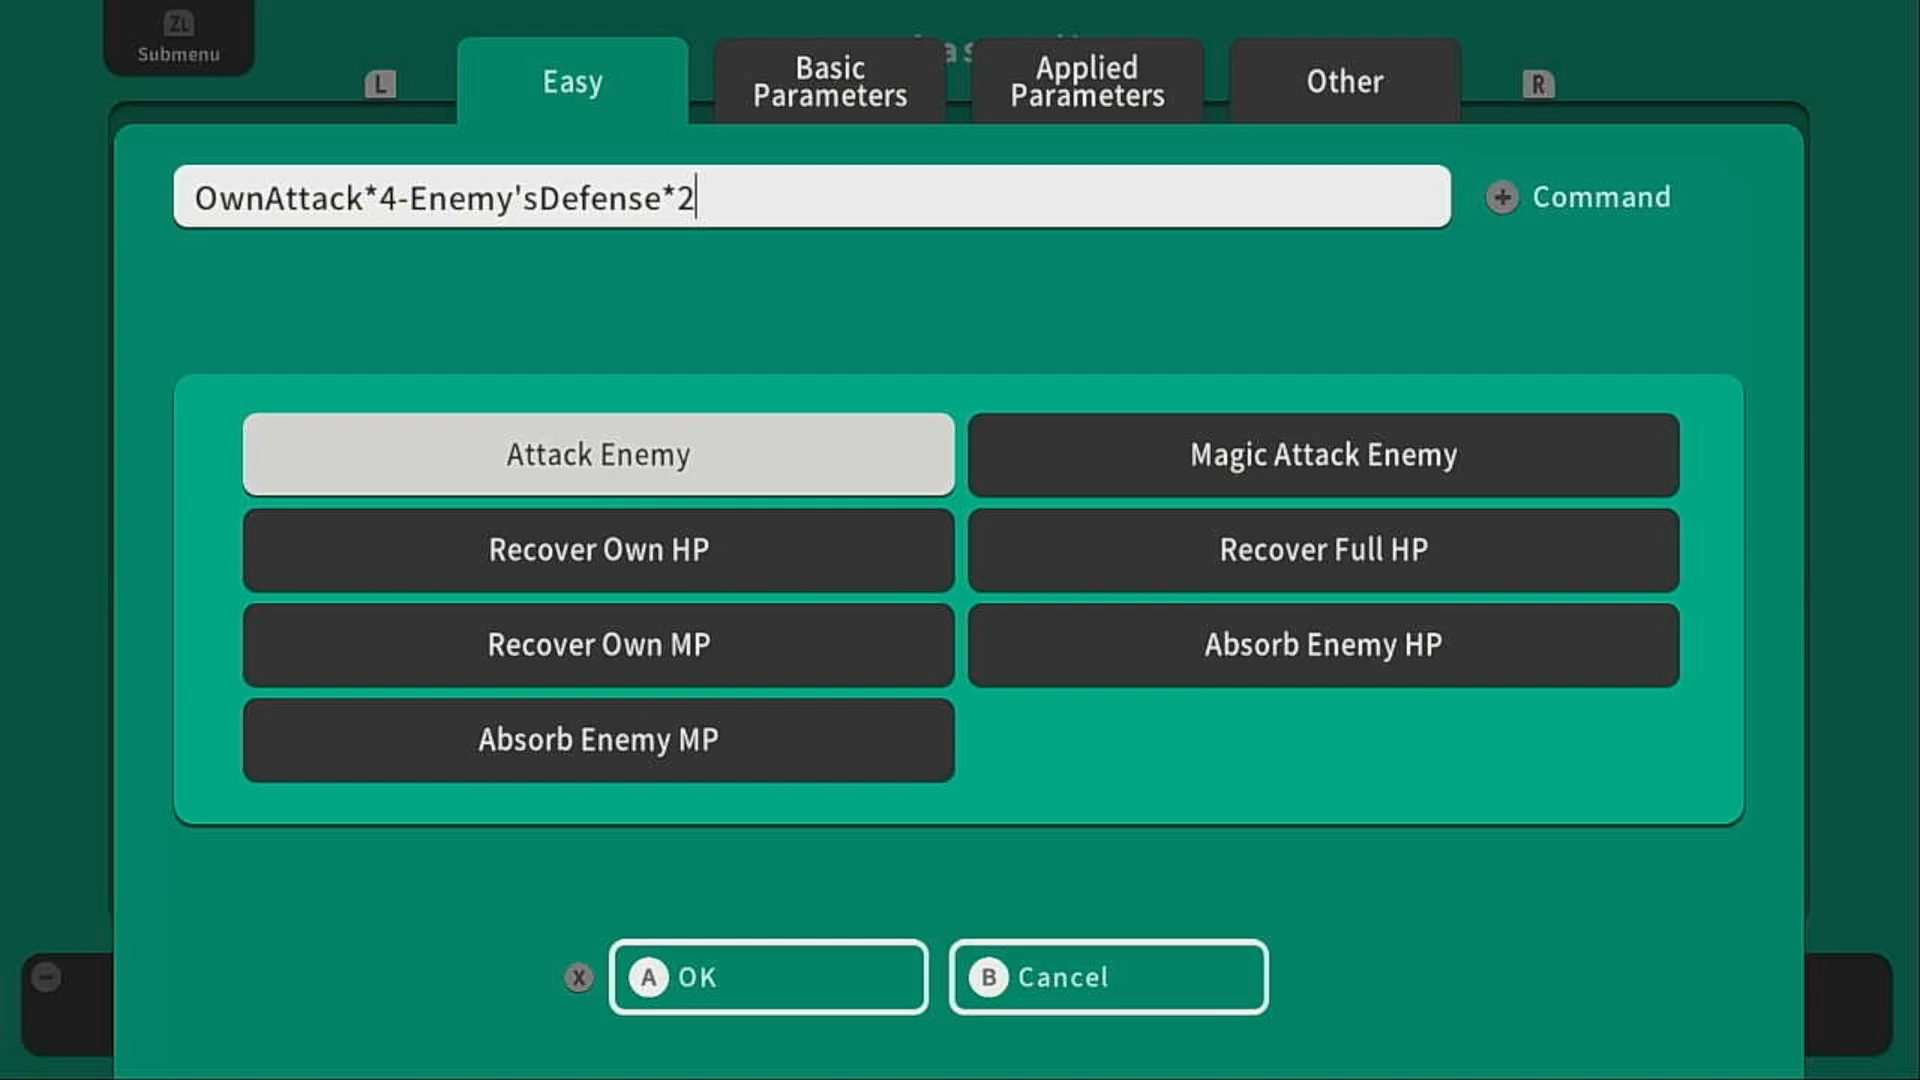 ZL
Submenu
L
Easy
Basic
Parameters
Applied
Parameters
Other
R
OwnAttack*4-Enemy'sDefense*2
Command
Attack Enemy
Magic Attack Enemy
Recover Own HP
Recover Full HP
Recover Own MP
Absorb Enemy HP
Absorb Enemy MP
X
A OK
B Cancel